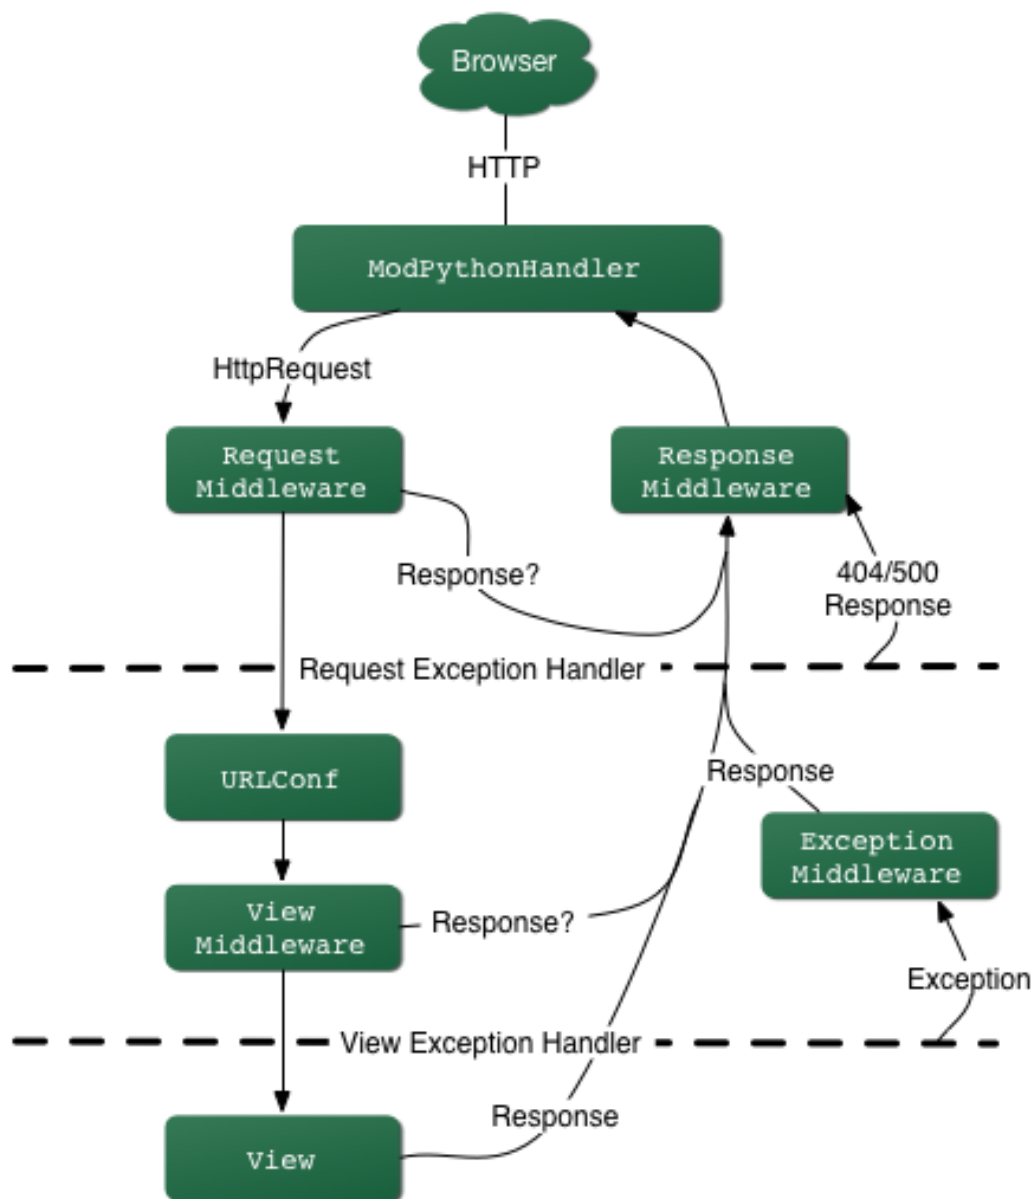 Browser
HTTP
ModPythonHandler
HttpRequest
Request
Middleware
Response
Middleware
Response?
404/500
Response
Request Exception Handler
URLConf
Response
Exception
Middleware
View
Middleware
Response?
Exception
View Exception Handler
Response
View